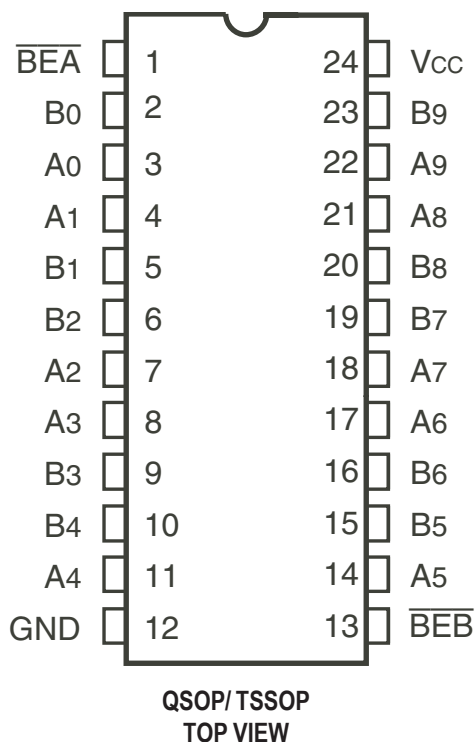 B̅E̅A̅ 1 24 VCC
B0 2 23 B9
A0 3 22 A9
A1 4 21 A8
B1 5 20 B8
B2 6 19 B7
A2 7 18 A7
A3 8 17 A6
B3 9 16 B6
B4 10 15 B5
A4 11 14 A5
GND 12 13 B̅E̅B̅
QSOP/ TSSOP
TOP VIEW